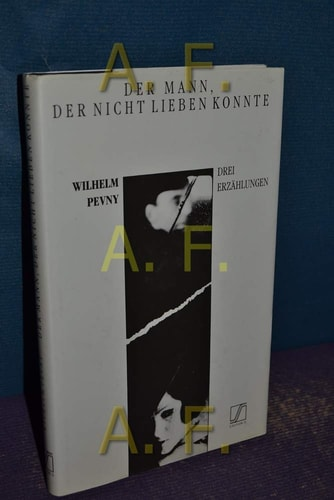 DER MANN,
DER NICHT LIEBEN KONNTE
WILHELM
PEVNY
DREI
ERZÄHLUNGEN
A. F.
A. F.
A. F.
A. F.